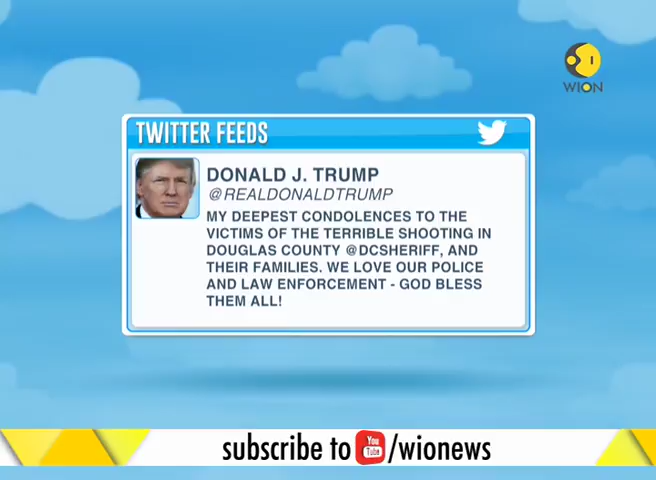 WION
TWITTER FEEDS
DONALD J. TRUMP
@REALDONALDTRUMP
MY DEEPEST CONDOLENCES TO THE
VICTIMS OF THE TERRIBLE SHOOTING IN
DOUGLAS COUNTY @DCSHERIFF, AND
THEIR FAMILIES. WE LOVE OUR POLICE
AND LAW ENFORCEMENT - GOD BLESS
THEM ALL!
subscribe to You Tube /wionews